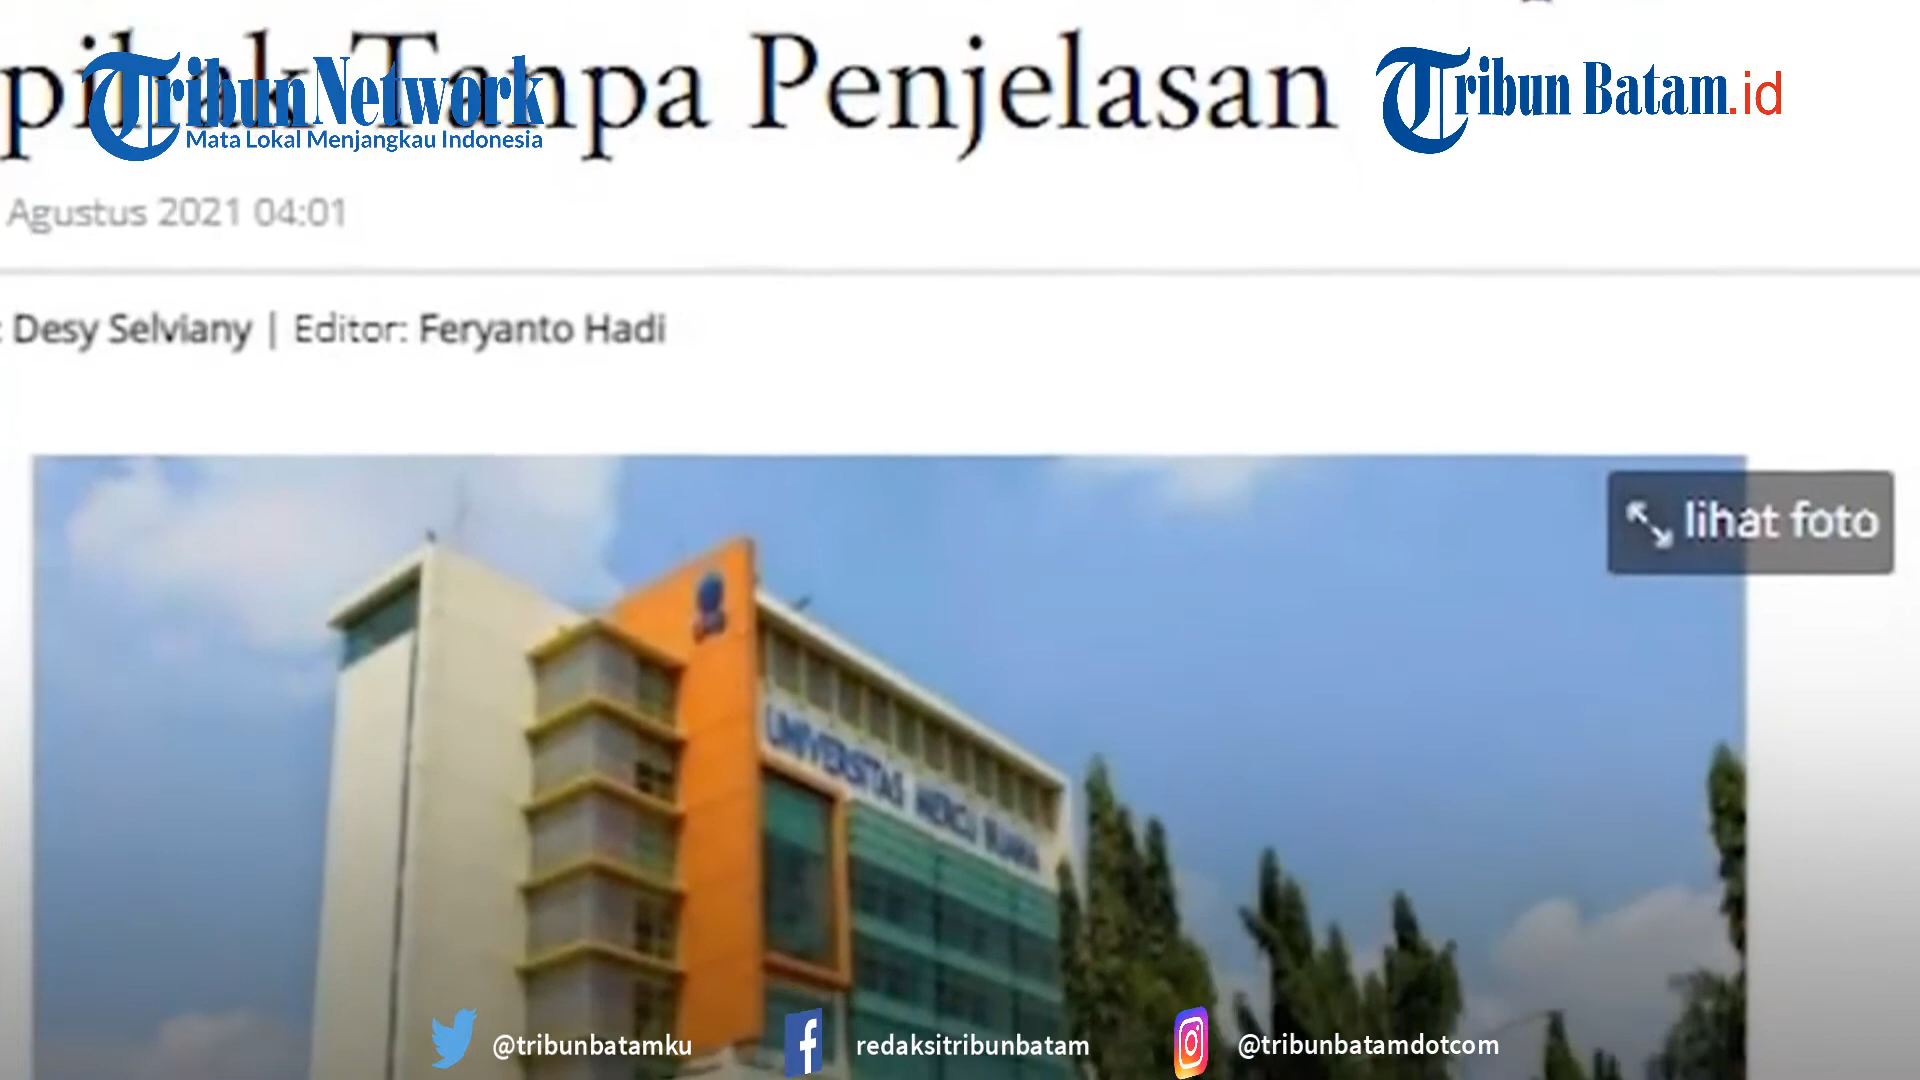 pihak Tanpa Penjelasan
Tribun Network
Mata Lokal Menjangkau Indonesia
Tribun Batam.id
Agustus 2021 04:01
: Desy Selviany | Editor: Feryanto Hadi
lihat foto
UNIVERSITAS MERCU BUANA
@tribunbatamku
redaksitribunbatam
@tribunbatamdotcom